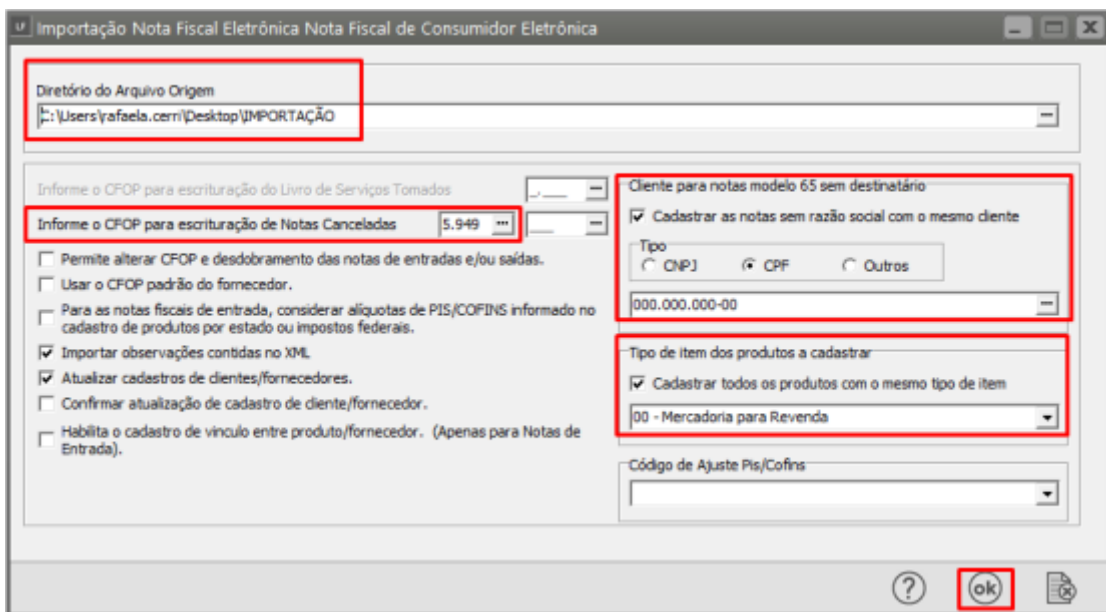 LF Importação Nota Fiscal Eletrônica Nota Fiscal de Consumidor Eletrônica
Diretório do Arquivo Origem
C:\Users\rafaela.cerri\Desktop\IMPORTAÇÃO
Informe o CFOP para escrituração do Livro de Serviços Tomados _.___
Informe o CFOP para escrituração de Notas Canceladas 5.949 ___
Permite alterar CFOP e desdobramento das notas de entradas e/ou saídas.
Usar o CFOP padrão do fornecedor.
Para as notas fiscais de entrada, considerar alíquotas de PIS/COFINS informado no
cadastro de produtos por estado ou impostos federais.
Importar observações contidas no XML
Atualizar cadastros de clientes/fornecedores.
Confirmar atualização de cadastro de cliente/fornecedor.
Habilita o cadastro de vinculo entre produto/fornecedor. (Apenas para Notas de
Entrada).
Cliente para notas modelo 65 sem destinatário
Cadastrar as notas sem razão social com o mesmo cliente
Tipo
CNPJ CPF Outros
000.000.000-00
Tipo de item dos produtos a cadastrar
Cadastrar todos os produtos com o mesmo tipo de item
00 - Mercadoria para Revenda
Código de Ajuste Pis/Cofins
? ok